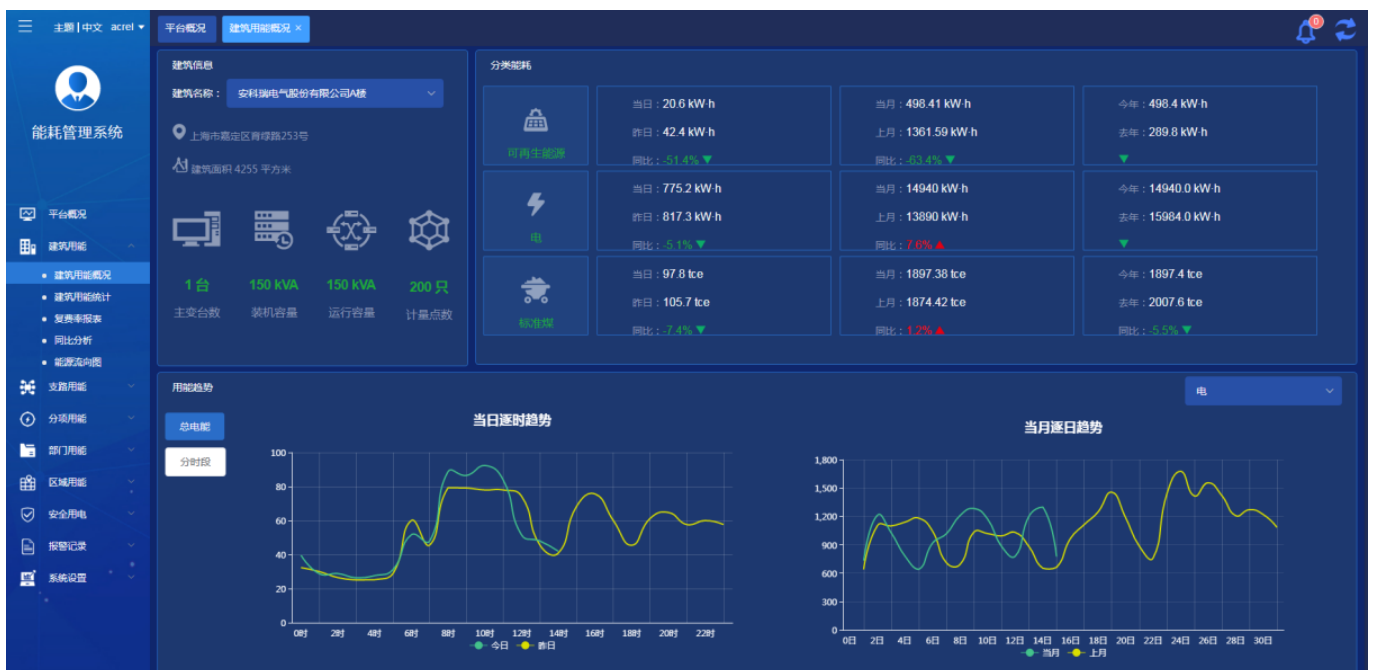 主题 | 中文 acrel
平台概况
建筑用能概况 ×
0
能耗管理系统
平台概况
建筑用能
建筑用能概况
建筑用能统计
复费率报表
同比分析
能源流向图
支路用能
分项用能
部门用能
区域用能
安全用电
报警记录
系统设置
建筑信息
建筑名称： 安科瑞电气股份有限公司A楼
上海市嘉定区育绿路253号
建筑面积 4255 平方米
1 台
150 kVA
150 kVA
200 只
主变台数
装机容量
运行容量
计量点数
分类能耗
可再生能源
当日：20.6 kW·h
昨日：42.4 kW·h
同比：-51.4% ▼
当月：498.41 kW·h
上月：1361.59 kW·h
同比：-63.4% ▼
今年：498.4 kW·h
去年：289.8 kW·h
▼
电
当日：775.2 kW·h
昨日：817.3 kW·h
同比：-5.1% ▼
当月：14940 kW·h
上月：13890 kW·h
同比：7.6% ▲
今年：14940.0 kW·h
去年：15984.0 kW·h
▼
标准煤
当日：97.8 tce
昨日：105.7 tce
同比：-7.4% ▼
当月：1897.38 tce
上月：1874.42 tce
同比：1.2% ▲
今年：1897.4 tce
去年：2007.6 tce
同比：-5.5% ▼
用能趋势
电
总电能
分时段
当日逐时趋势
100
80
60
40
20
0
0时 2时 4时 6时 8时 10时 12时 14时 16时 18时 20时 22时
今日 昨日
当月逐日趋势
1,800
1,500
1,200
900
600
300
0
0日 2日 4日 6日 8日 10日 12日 14日 16日 18日 20日 22日 24日 26日 28日 30日
当月 上月